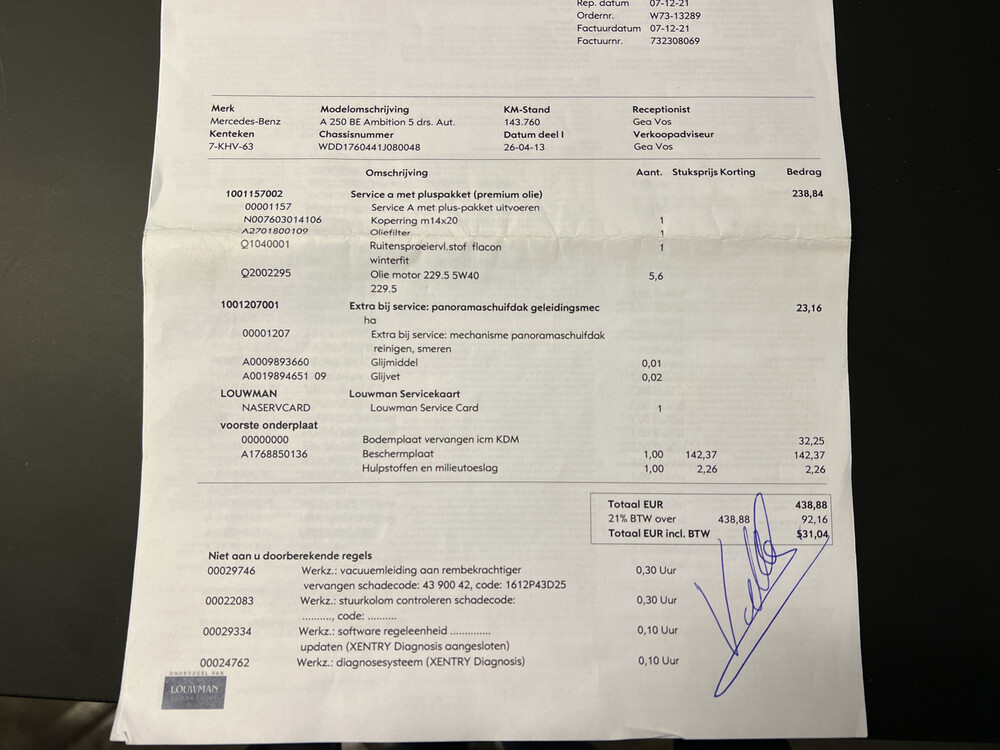 Rep. datum 07-12-21
Ordernr. W73-13289
Factuurdatum 07-12-21
Factuurnr. 732308069
Merk Modelomschrijving KM-Stand Receptionist
Mercedes-Benz A 250 BE Ambition 5 drs. Aut. 143.760 Gea Vos
Kenteken Chassisnummer Datum deel I Verkoopadviseur
7-KHV-63 WDD1760441J080048 26-04-13 Gea Vos
Omschrijving Aant. Stuksprijs Korting Bedrag
1001157002 Service a met pluspakket (premium olie) 238,84
00001157 Service A met plus-pakket uitvoeren
N007603014106 Koperring m14x20 1
A2701800109 Oliefilter 1
Q1040001 Ruitensproeiervl.stof flacon 1
winterfit
Q2002295 Olie motor 229.5 5W40 5,6
229.5
1001207001 Extra bij service: panoramaschuifdak geleidingsmec 23,16
ha
00001207 Extra bij service: mechanisme panoramaschuifdak
reinigen, smeren
A0009893660 Glijmiddel 0,01
A0019894651 09 Glijvet 0,02
LOUWMAN Louwman Servicekaart
NASERVCARD Louwman Service Card 1
voorste onderplaat
00000000 Bodemplaat vervangen icm KDM 32,25
A1768850136 Beschermplaat 1,00 142,37 142,37
Hulpstoffen en milieutoeslag 1,00 2,26 2,26
Totaal EUR 438,88
21% BTW over 438,88 92,16
Totaal EUR incl. BTW 531,04
Niet aan u doorberekende regels
00029746 Werkz.: vacuuemleiding aan rembekrachtiger 0,30 Uur
vervangen schadecode: 43 900 42, code: 1612P43D25
00022083 Werkz.: stuurkolom controleren schadecode: 0,30 Uur
.........., code: ..........
00029334 Werkz.: software regeleenheid .............. 0,10 Uur
updaten (XENTRY Diagnosis aangesloten)
00024762 Werkz.: diagnosesysteem (XENTRY Diagnosis) 0,10 Uur
ONDERDEEL VAN
LOUWMAN